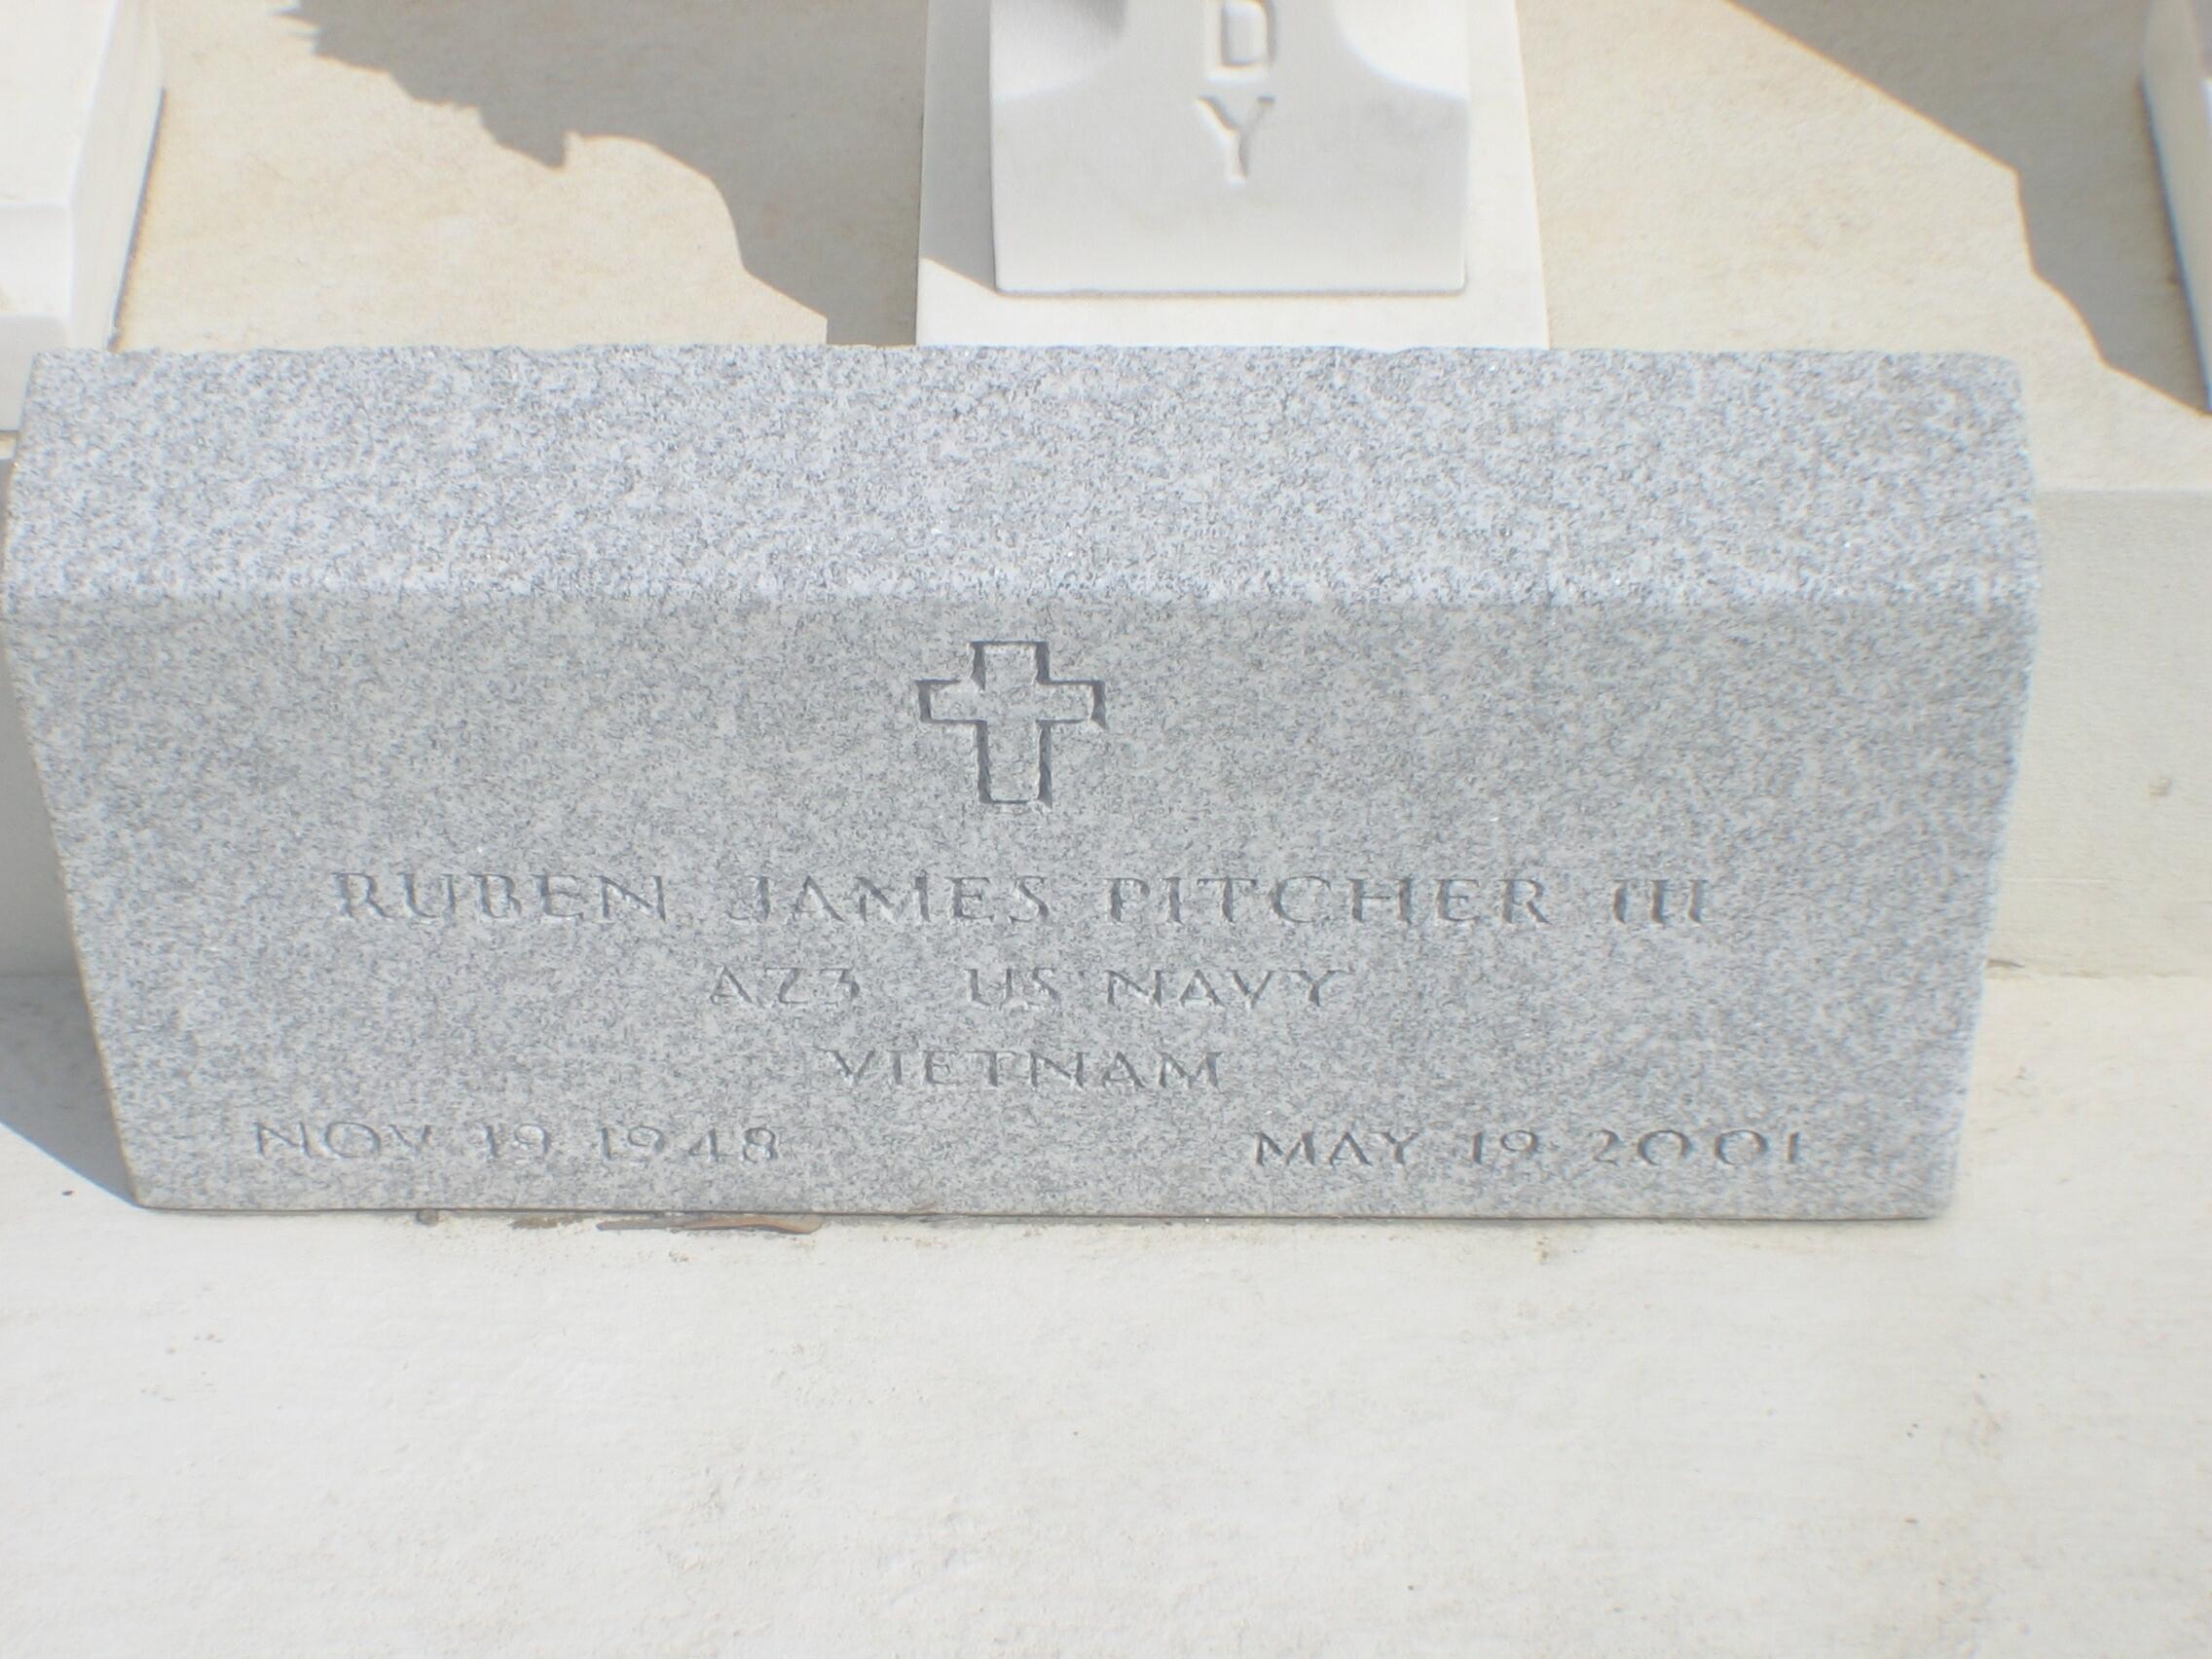 D
Y
RUBEN JAMES PITCHER III
AZ3 US NAVY
VIETNAM
NOV 19 1948 MAY 19 2001